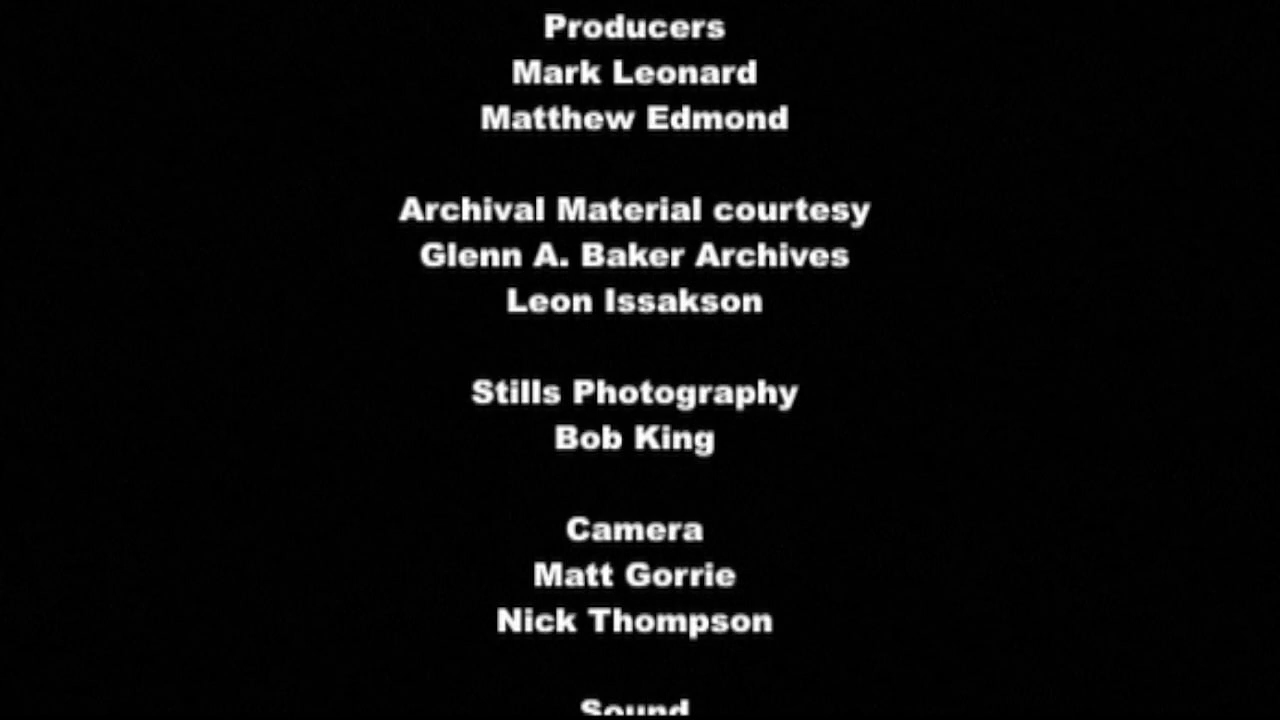 Producers
Mark Leonard
Matthew Edmond
Archival Material courtesy
Glenn A. Baker Archives
Leon Issakson
Stills Photography
Bob King
Camera
Matt Gorrie
Nick Thompson
Sound